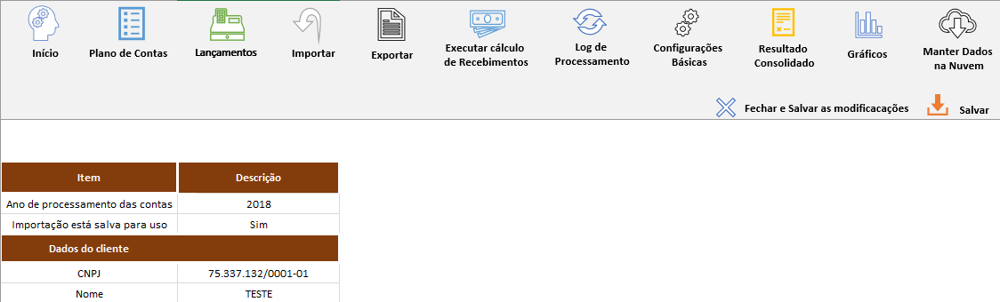 Início
Plano de Contas
Lançamentos
Importar
Exportar
Executar cálculo
de Recebimentos
Log de
Processamento
Configurações
Básicas
Resultado
Consolidado
Gráficos
Manter Dados
na Nuvem
Fechar e Salvar as modificacações
Salvar
Item Descrição
Ano de processamento das contas 2018
Importação está salva para uso Sim
Dados do cliente
CNPJ 75.337.132/0001-01
Nome TESTE